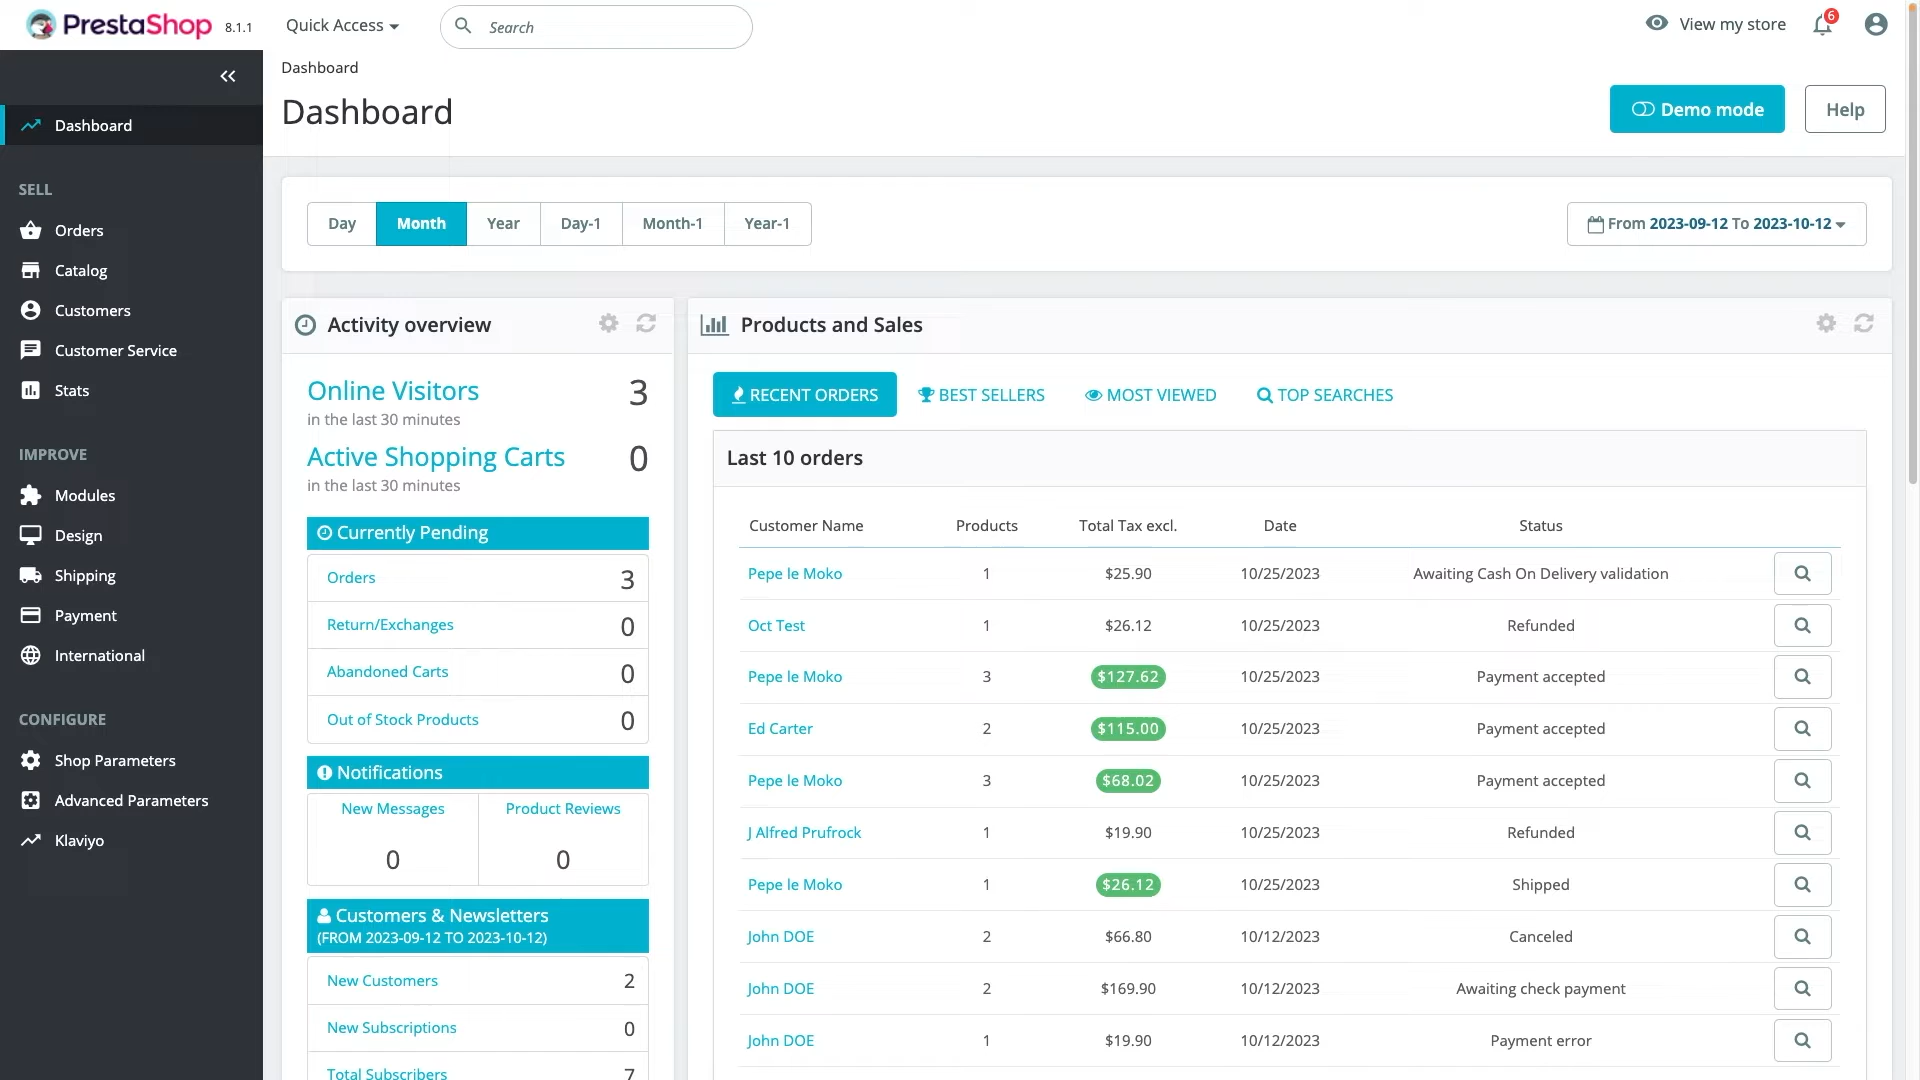 PrestaShop 8.1.1
Quick Access
Search
View my store
6
Dashboard
SELL
Orders
Catalog
Customers
Customer Service
Stats
IMPROVE
Modules
Design
Shipping
Payment
International
CONFIGURE
Shop Parameters
Advanced Parameters
Klaviyo
Dashboard
Dashboard
Demo mode
Help
Day Month Year Day-1 Month-1 Year-1
From 2023-09-12 To 2023-10-12
Activity overview
Online Visitors 3
in the last 30 minutes
Active Shopping Carts 0
in the last 30 minutes
Currently Pending
Orders 3
Return/Exchanges 0
Abandoned Carts 0
Out of Stock Products 0
Notifications
New Messages Product Reviews
0 0
Customers & Newsletters
(FROM 2023-09-12 TO 2023-10-12)
New Customers 2
New Subscriptions 0
Total Subscribers 7
Products and Sales
RECENT ORDERS BEST SELLERS MOST VIEWED TOP SEARCHES
Last 10 orders
Customer Name Products Total Tax excl. Date Status
Pepe le Moko 1 $25.90 10/25/2023 Awaiting Cash On Delivery validation
Oct Test 1 $26.12 10/25/2023 Refunded
Pepe le Moko 3 $127.62 10/25/2023 Payment accepted
Ed Carter 2 $115.00 10/25/2023 Payment accepted
Pepe le Moko 3 $68.02 10/25/2023 Payment accepted
J Alfred Prufrock 1 $19.90 10/25/2023 Refunded
Pepe le Moko 1 $26.12 10/25/2023 Shipped
John DOE 2 $66.80 10/12/2023 Canceled
John DOE 2 $169.90 10/12/2023 Awaiting check payment
John DOE 1 $19.90 10/12/2023 Payment error